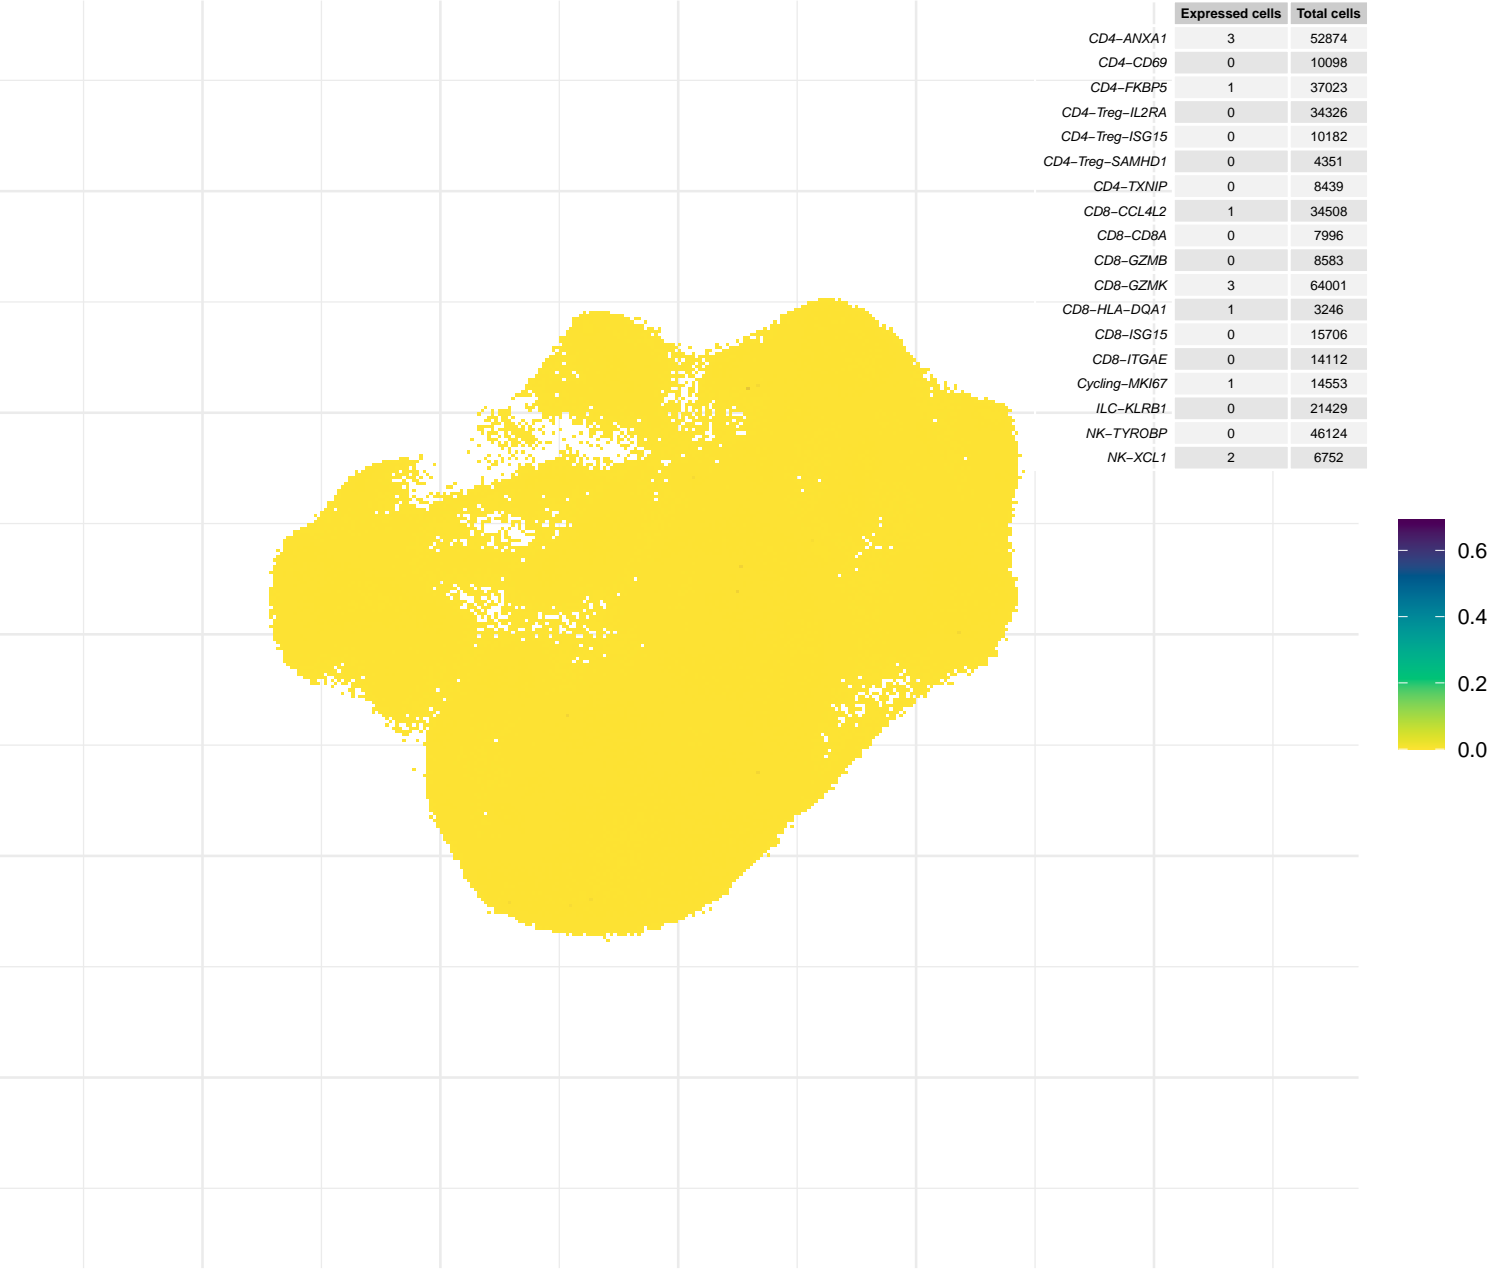 Expressed cells Total cells
CD4−ANXA1 3 52874
CD4−CD69 0 10098
CD4−FKBP5 1 37023
CD4−Treg−IL2RA 0 34326
CD4−Treg−ISG15 0 10182
CD4−Treg−SAMHD1 0 4351
CD4−TXNIP 0 8439
CD8−CCL4L2 1 34508
CD8−CD8A 0 7996
CD8−GZMB 0 8583
CD8−GZMK 3 64001
CD8−HLA−DQA1 1 3246
CD8−ISG15 0 15706
CD8−ITGAE 0 14112
Cycling−MKI67 1 14553
ILC−KLRB1 0 21429
NK−TYROBP 0 46124
NK−XCL1 2 6752
0.6
0.4
0.2
0.0